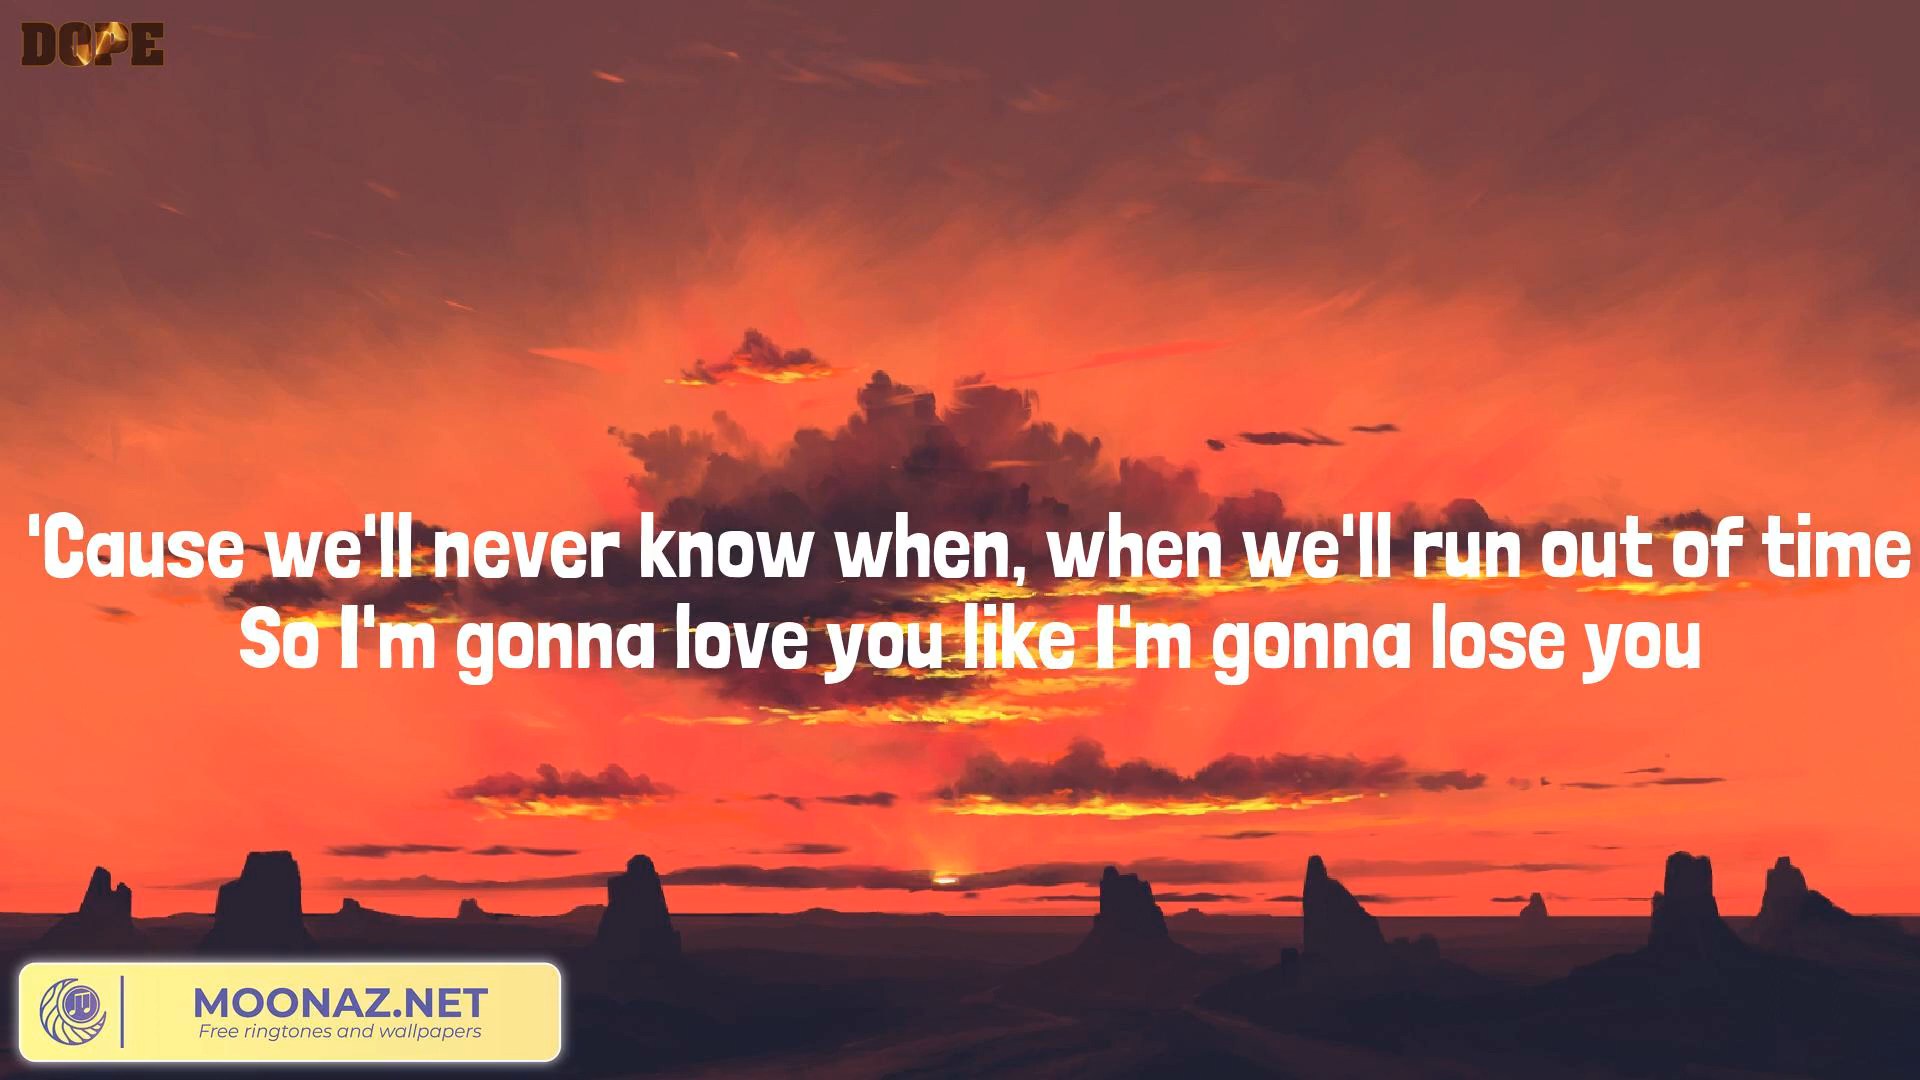 DOPE
'Cause we'll never know when, when we'll run out of time
So I'm gonna love you like I'm gonna lose you
MOONAZ.NET
Free ringtones and wallpapers